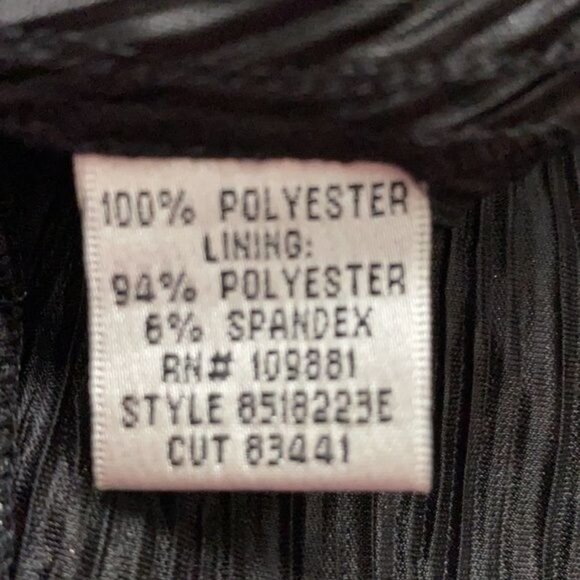 100% POLYESTER
LINING:
94% POLYESTER
6% SPANDEX
RN# 109881
STYLE 8518223E
CUT 83441